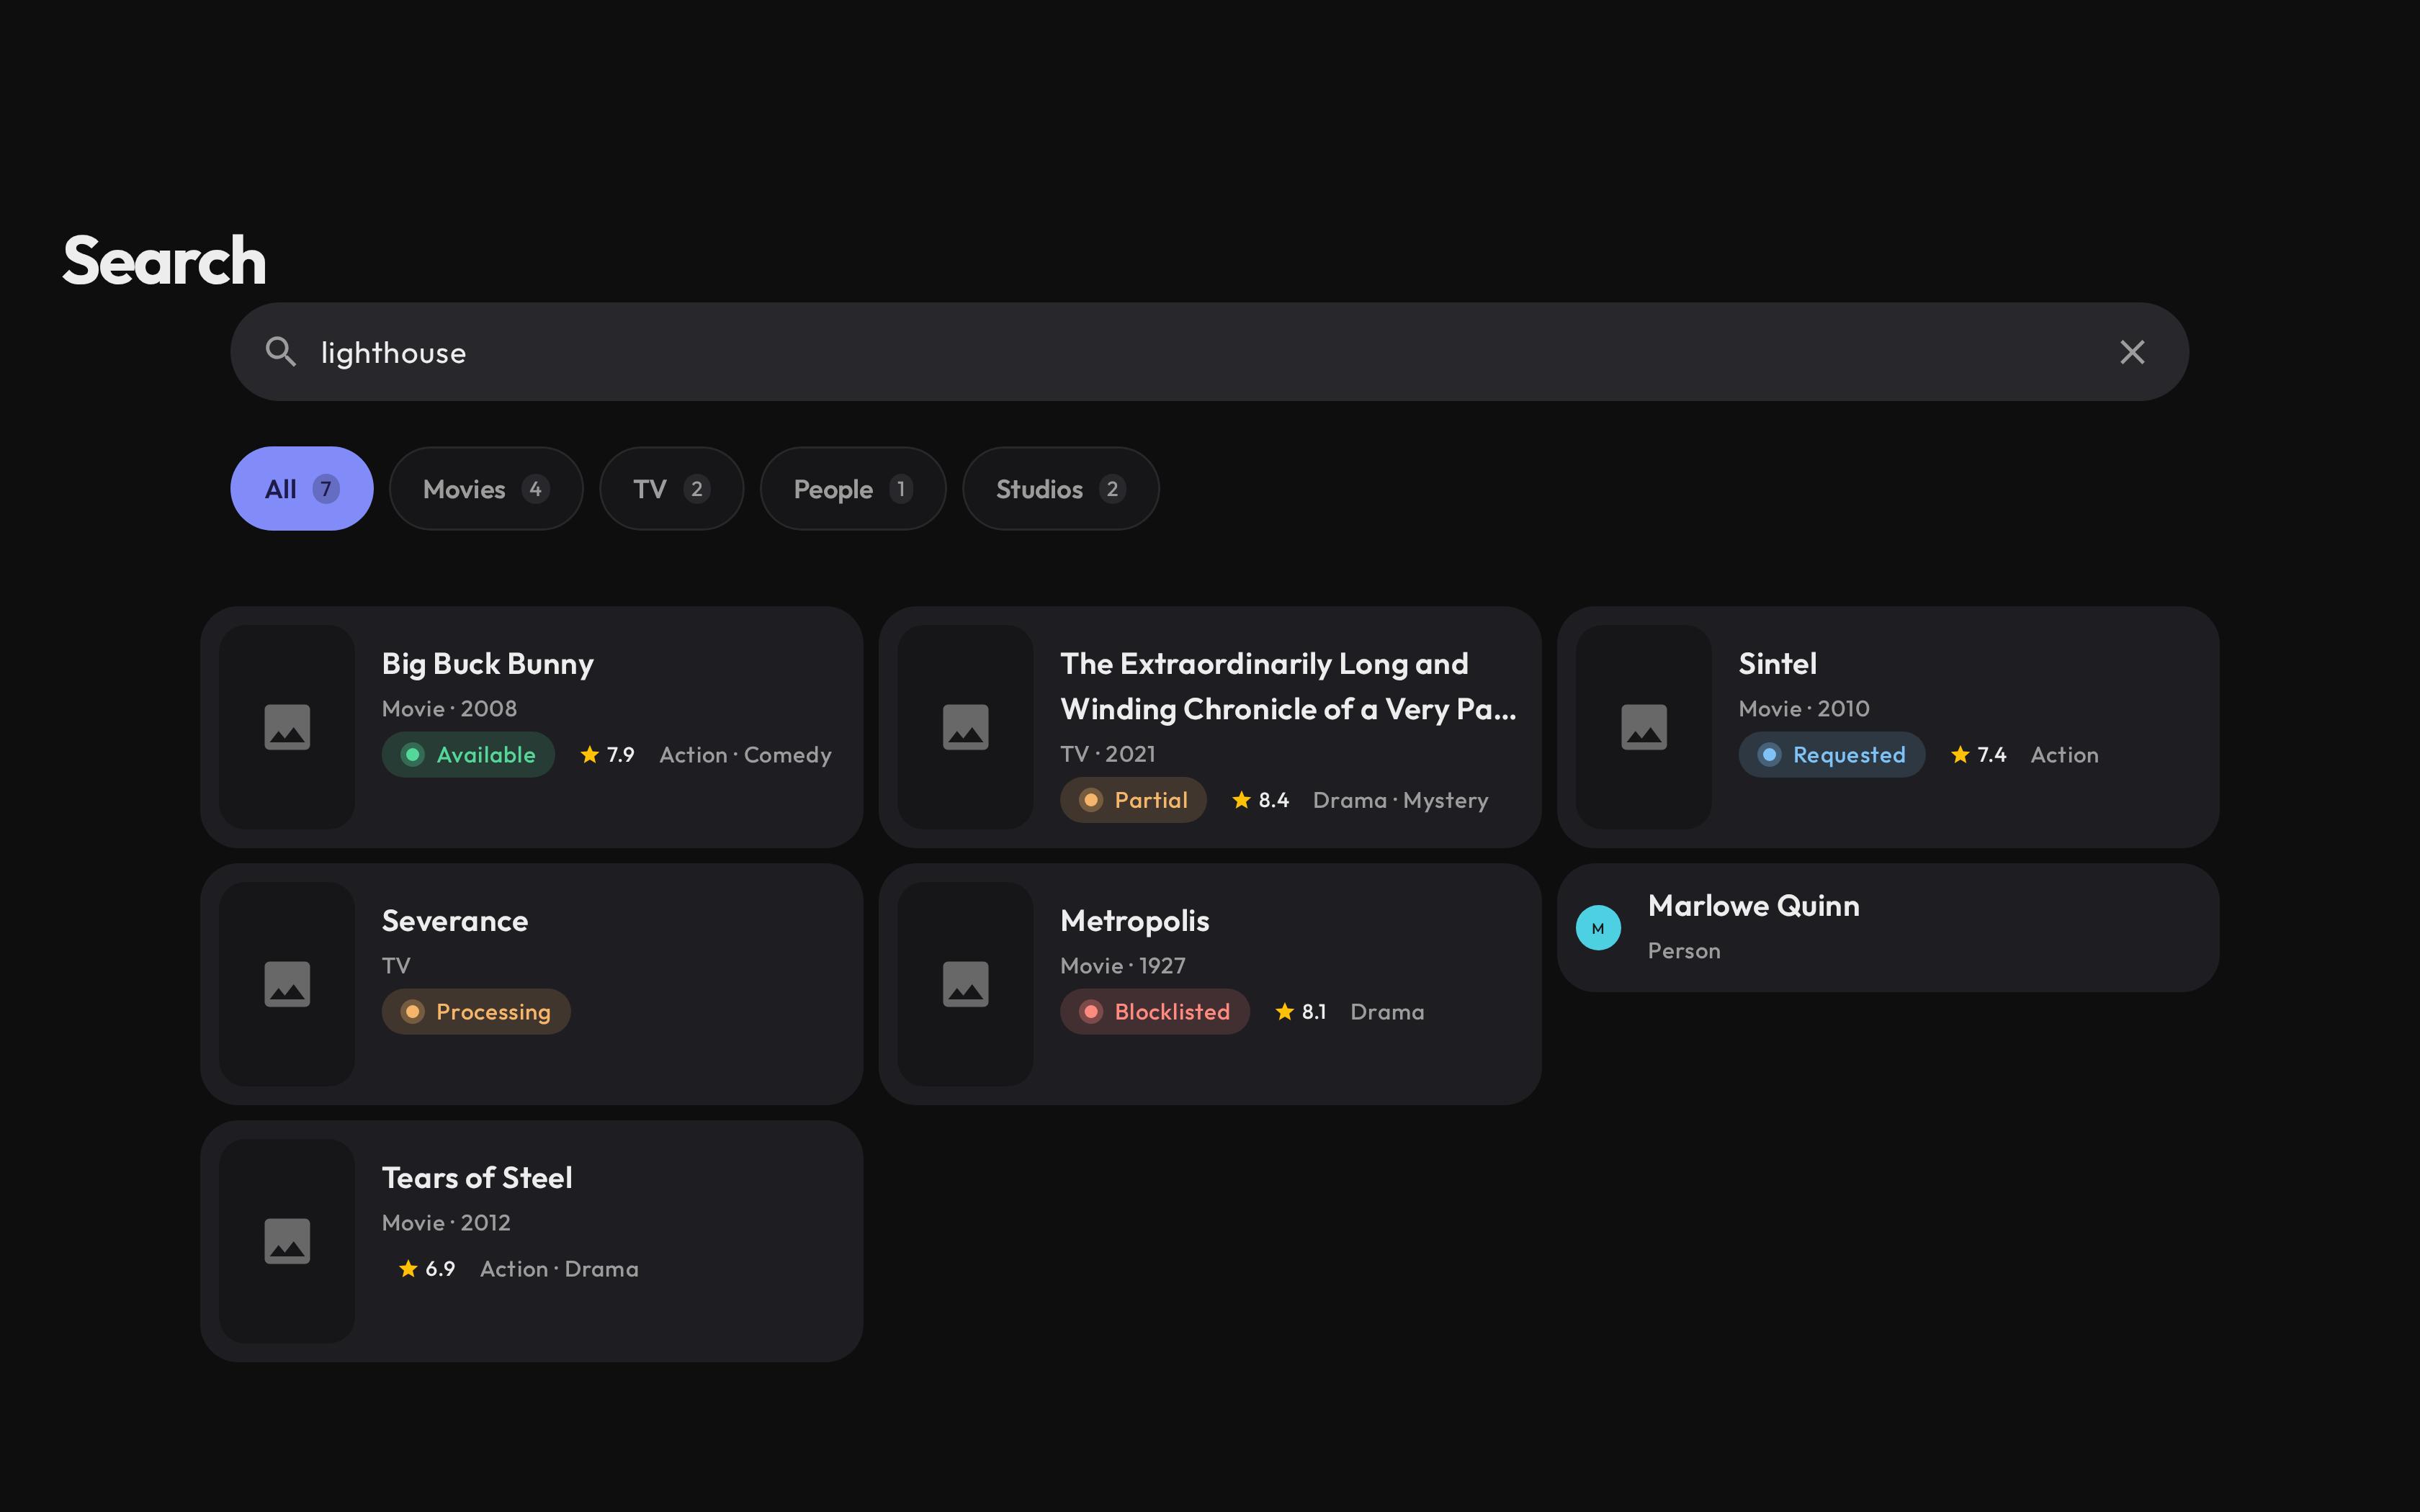 Search
lighthouse
All 7 Movies 4 TV 2 People 1 Studios 2
Big Buck Bunny
Movie · 2008
Available 7.9 Action · Comedy
The Extraordinarily Long and
Winding Chronicle of a Very Pa...
TV · 2021
Partial 8.4 Drama · Mystery
Sintel
Movie · 2010
Requested 7.4 Action
Severance
TV
Processing
Metropolis
Movie · 1927
Blocklisted 8.1 Drama
M
Marlowe Quinn
Person
Tears of Steel
Movie · 2012
6.9 Action · Drama